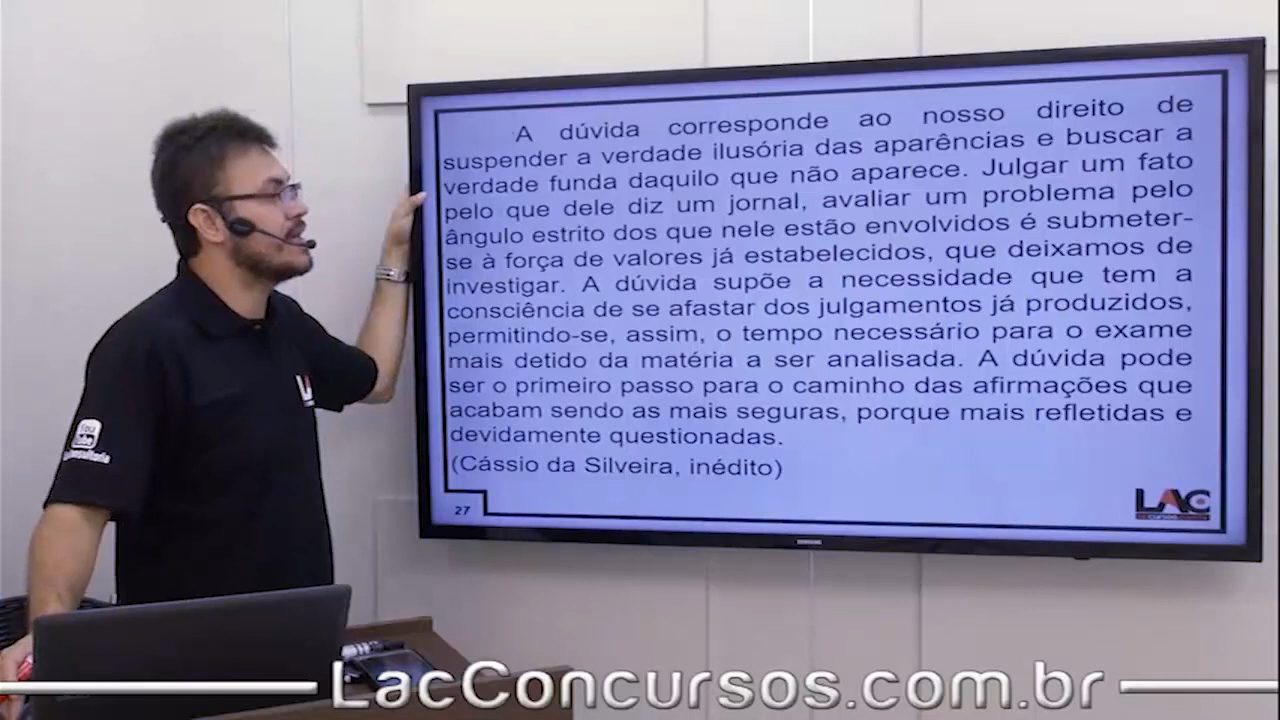 A dúvida corresponde ao nosso direito de
suspender a verdade ilusória das aparências e buscar a
verdade funda daquilo que não aparece. Julgar um fato
pelo que dele diz um jornal, avaliar um problema pelo
ângulo estrito dos que nele estão envolvidos é submeter-
se à força de valores já estabelecidos, que deixamos de
investigar. A dúvida supõe a necessidade que tem a
consciência de se afastar dos julgamentos já produzidos,
permitindo-se, assim, o tempo necessário para o exame
mais detido da matéria a ser analisada. A dúvida pode
ser o primeiro passo para o caminho das afirmações que
acabam sendo as mais seguras, porque mais refletidas e
devidamente questionadas.
(Cássio da Silveira, inédito)
27
LAC
CURSOS
SAMSUNG
You
Tube
LacConcursos.com.br